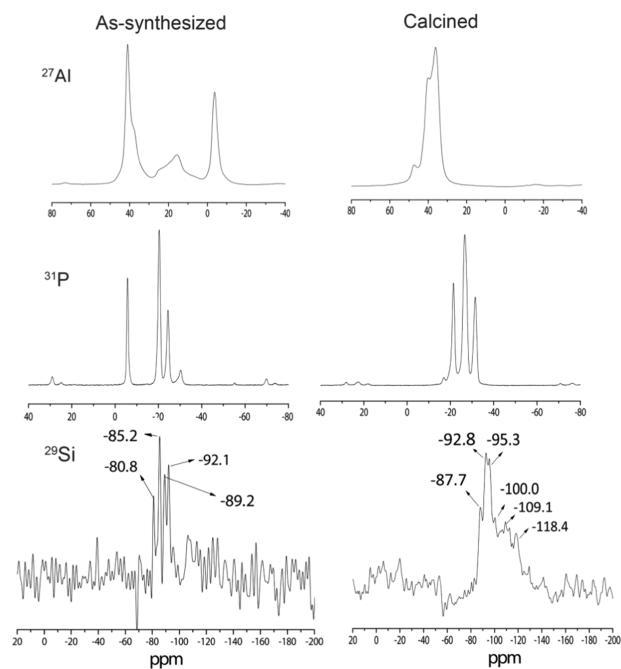 As-synthesized
Calcined
²⁷Al
80 60 40 20 0 -20 -40
80 60 40 20 0 -20 -40
³¹P
40 20 0 -20 -40 -60 -80
40 20 0 -20 -40 -60 -80
²⁹Si
-85.2
-80.8
-92.1
-89.2
-92.8 -95.3
-87.7
-100.0
-109.1
-118.4
20 0 -20 -40 -60 -80 -100 -120 -140 -160 -180 -200
20 0 -20 -40 -60 -80 -100 -120 -140 -160 -180 -200
ppm
ppm